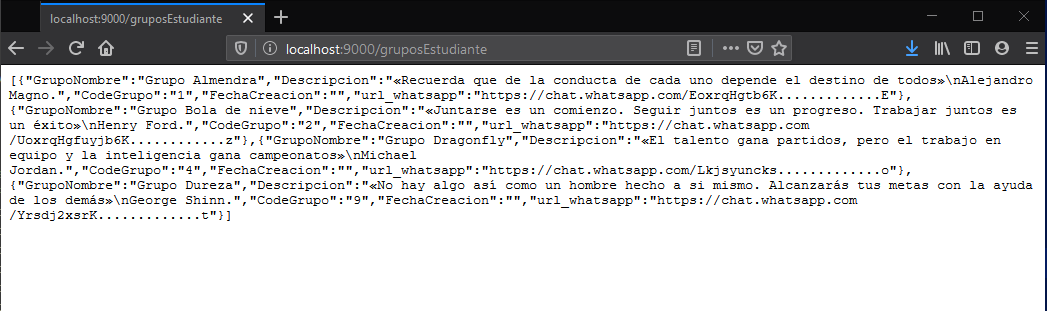 localhost:9000/gruposEstudiante
localhost:9000/gruposEstudiante
[{"GrupoNombre":"Grupo Almendra","Descripcion":"«Recuerda que de la conducta de cada uno depende el destino de todos»\nAlejandro
Magno.","CodeGrupo":"1","FechaCreacion":"","url_whatsapp":"https://chat.whatsapp.com/EoxrqHgtb6K.............E"},
{"GrupoNombre":"Grupo Bola de nieve","Descripcion":"«Juntarse es un comienzo. Seguir juntos es un progreso. Trabajar juntos es
un éxito»\nHenry Ford.","CodeGrupo":"2","FechaCreacion":"","url_whatsapp":"https://chat.whatsapp.com
/UoxrqHgfuyjb6K............z"},{"GrupoNombre":"Grupo Dragonfly","Descripcion":"«El talento gana partidos, pero el trabajo en
equipo y la inteligencia gana campeonatos»\nMichael
Jordan.","CodeGrupo":"4","FechaCreacion":"","url_whatsapp":"https://chat.whatsapp.com/Lkjsyuncks.............o"},
{"GrupoNombre":"Grupo Dureza","Descripcion":"«No hay algo así como un hombre hecho a si mismo. Alcanzarás tus metas con la ayuda
de los demás»\nGeorge Shinn.","CodeGrupo":"9","FechaCreacion":"","url_whatsapp":"https://chat.whatsapp.com
/Yrsdj2xsrK.............t"}]